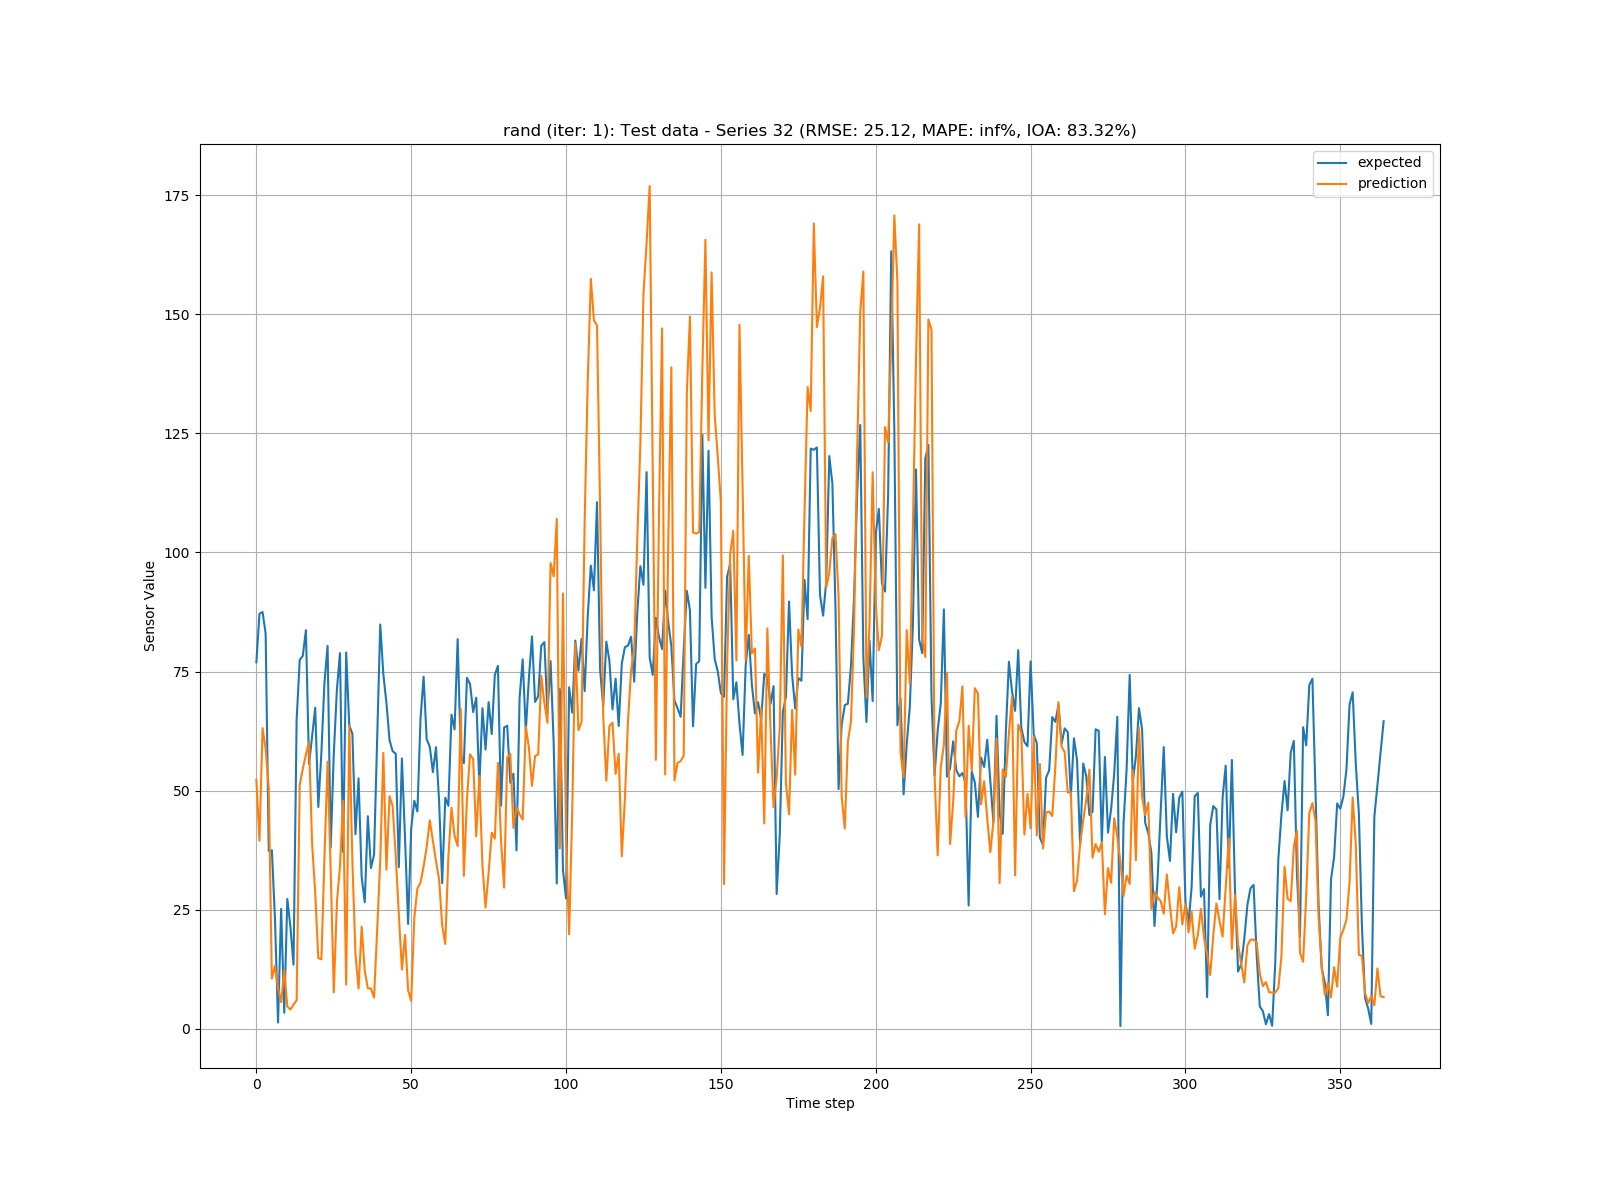 rand (iter: 1): Test data - Series 32 (RMSE: 25.12, MAPE: inf%, IOA: 83.32%)
expected
prediction
175
150
125
100
75
50
25
0
Sensor Value
0 50 100 150 200 250 300 350
Time step